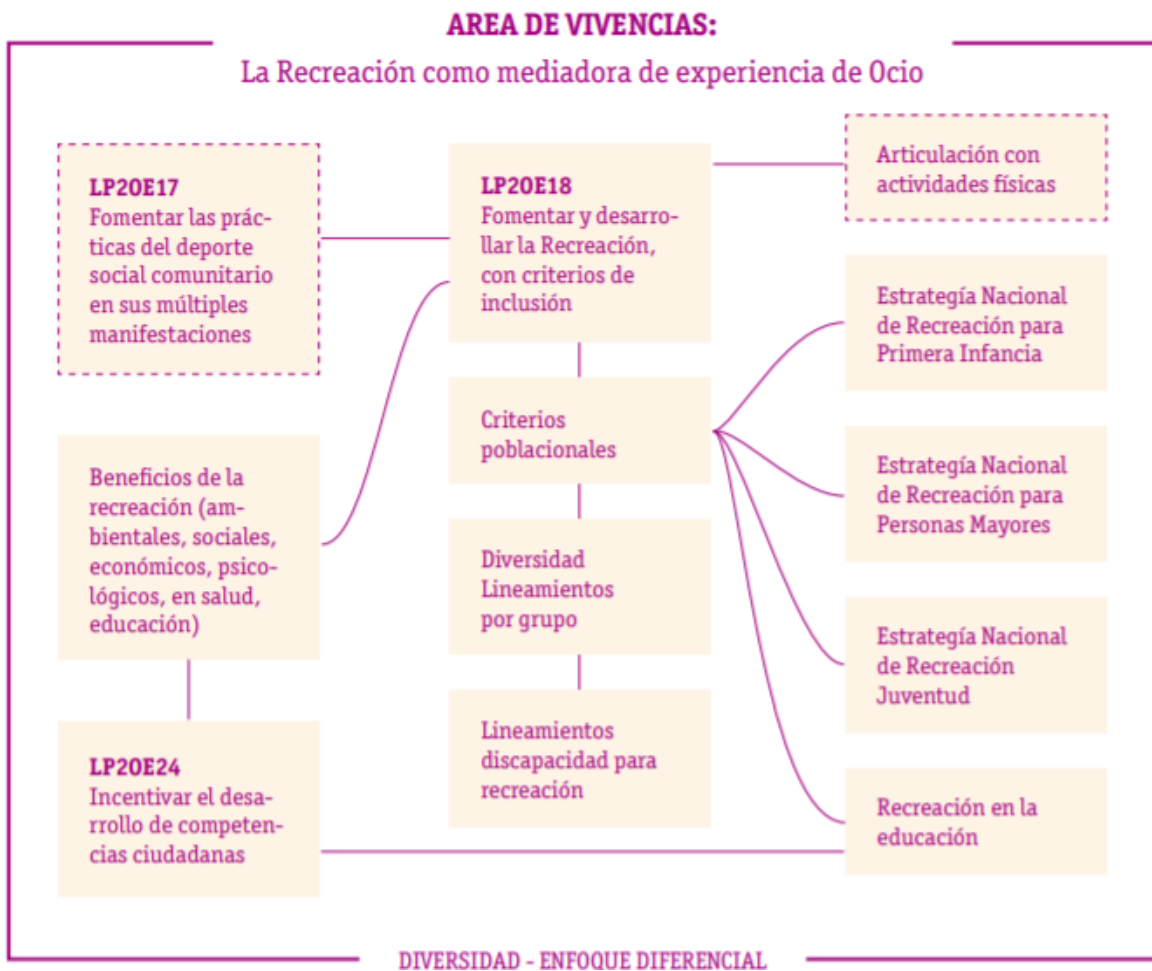 AREA DE VIVENCIAS:
La Recreación como mediadora de experiencia de Ocio
LP20E17
Fomentar las prác-
ticas del deporte
social comunitario
en sus múltiples
manifestaciones
Beneficios de la
recreación (am-
bientales, sociales,
económicos, psico-
lógicos, en salud,
educación)
LP20E24
Incentivar el desa-
rrollo de competen-
cias ciudadanas
LP20E18
Fomentar y desarro-
llar la Recreación,
con criterios de
inclusión
Criterios
poblacionales
Diversidad
Lineamientos
por grupo
Lineamientos
discapacidad para
recreación
Articulación con
actividades físicas
Estrategía Nacional
de Recreación para
Primera Infancia
Estrategía Nacional
de Recreación para
Personas Mayores
Estrategía Nacional
de Recreación
Juventud
Recreación en la
educación
DIVERSIDAD - ENFOQUE DIFERENCIAL